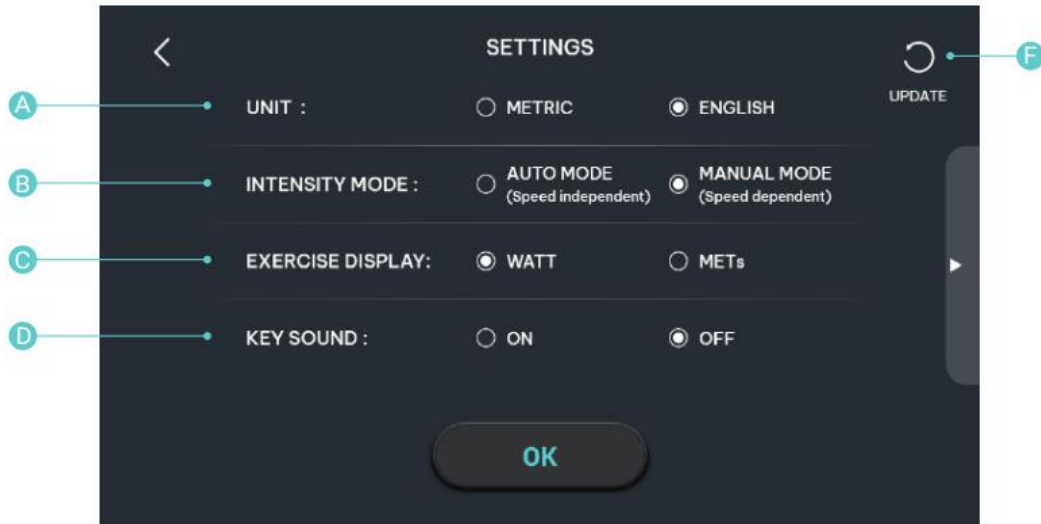 SETTINGS
F
UPDATE
A UNIT : METRIC ENGLISH
B INTENSITY MODE : AUTO MODE (Speed independent) MANUAL MODE (Speed dependent)
C EXERCISE DISPLAY: WATT METs
D KEY SOUND : ON OFF
OK